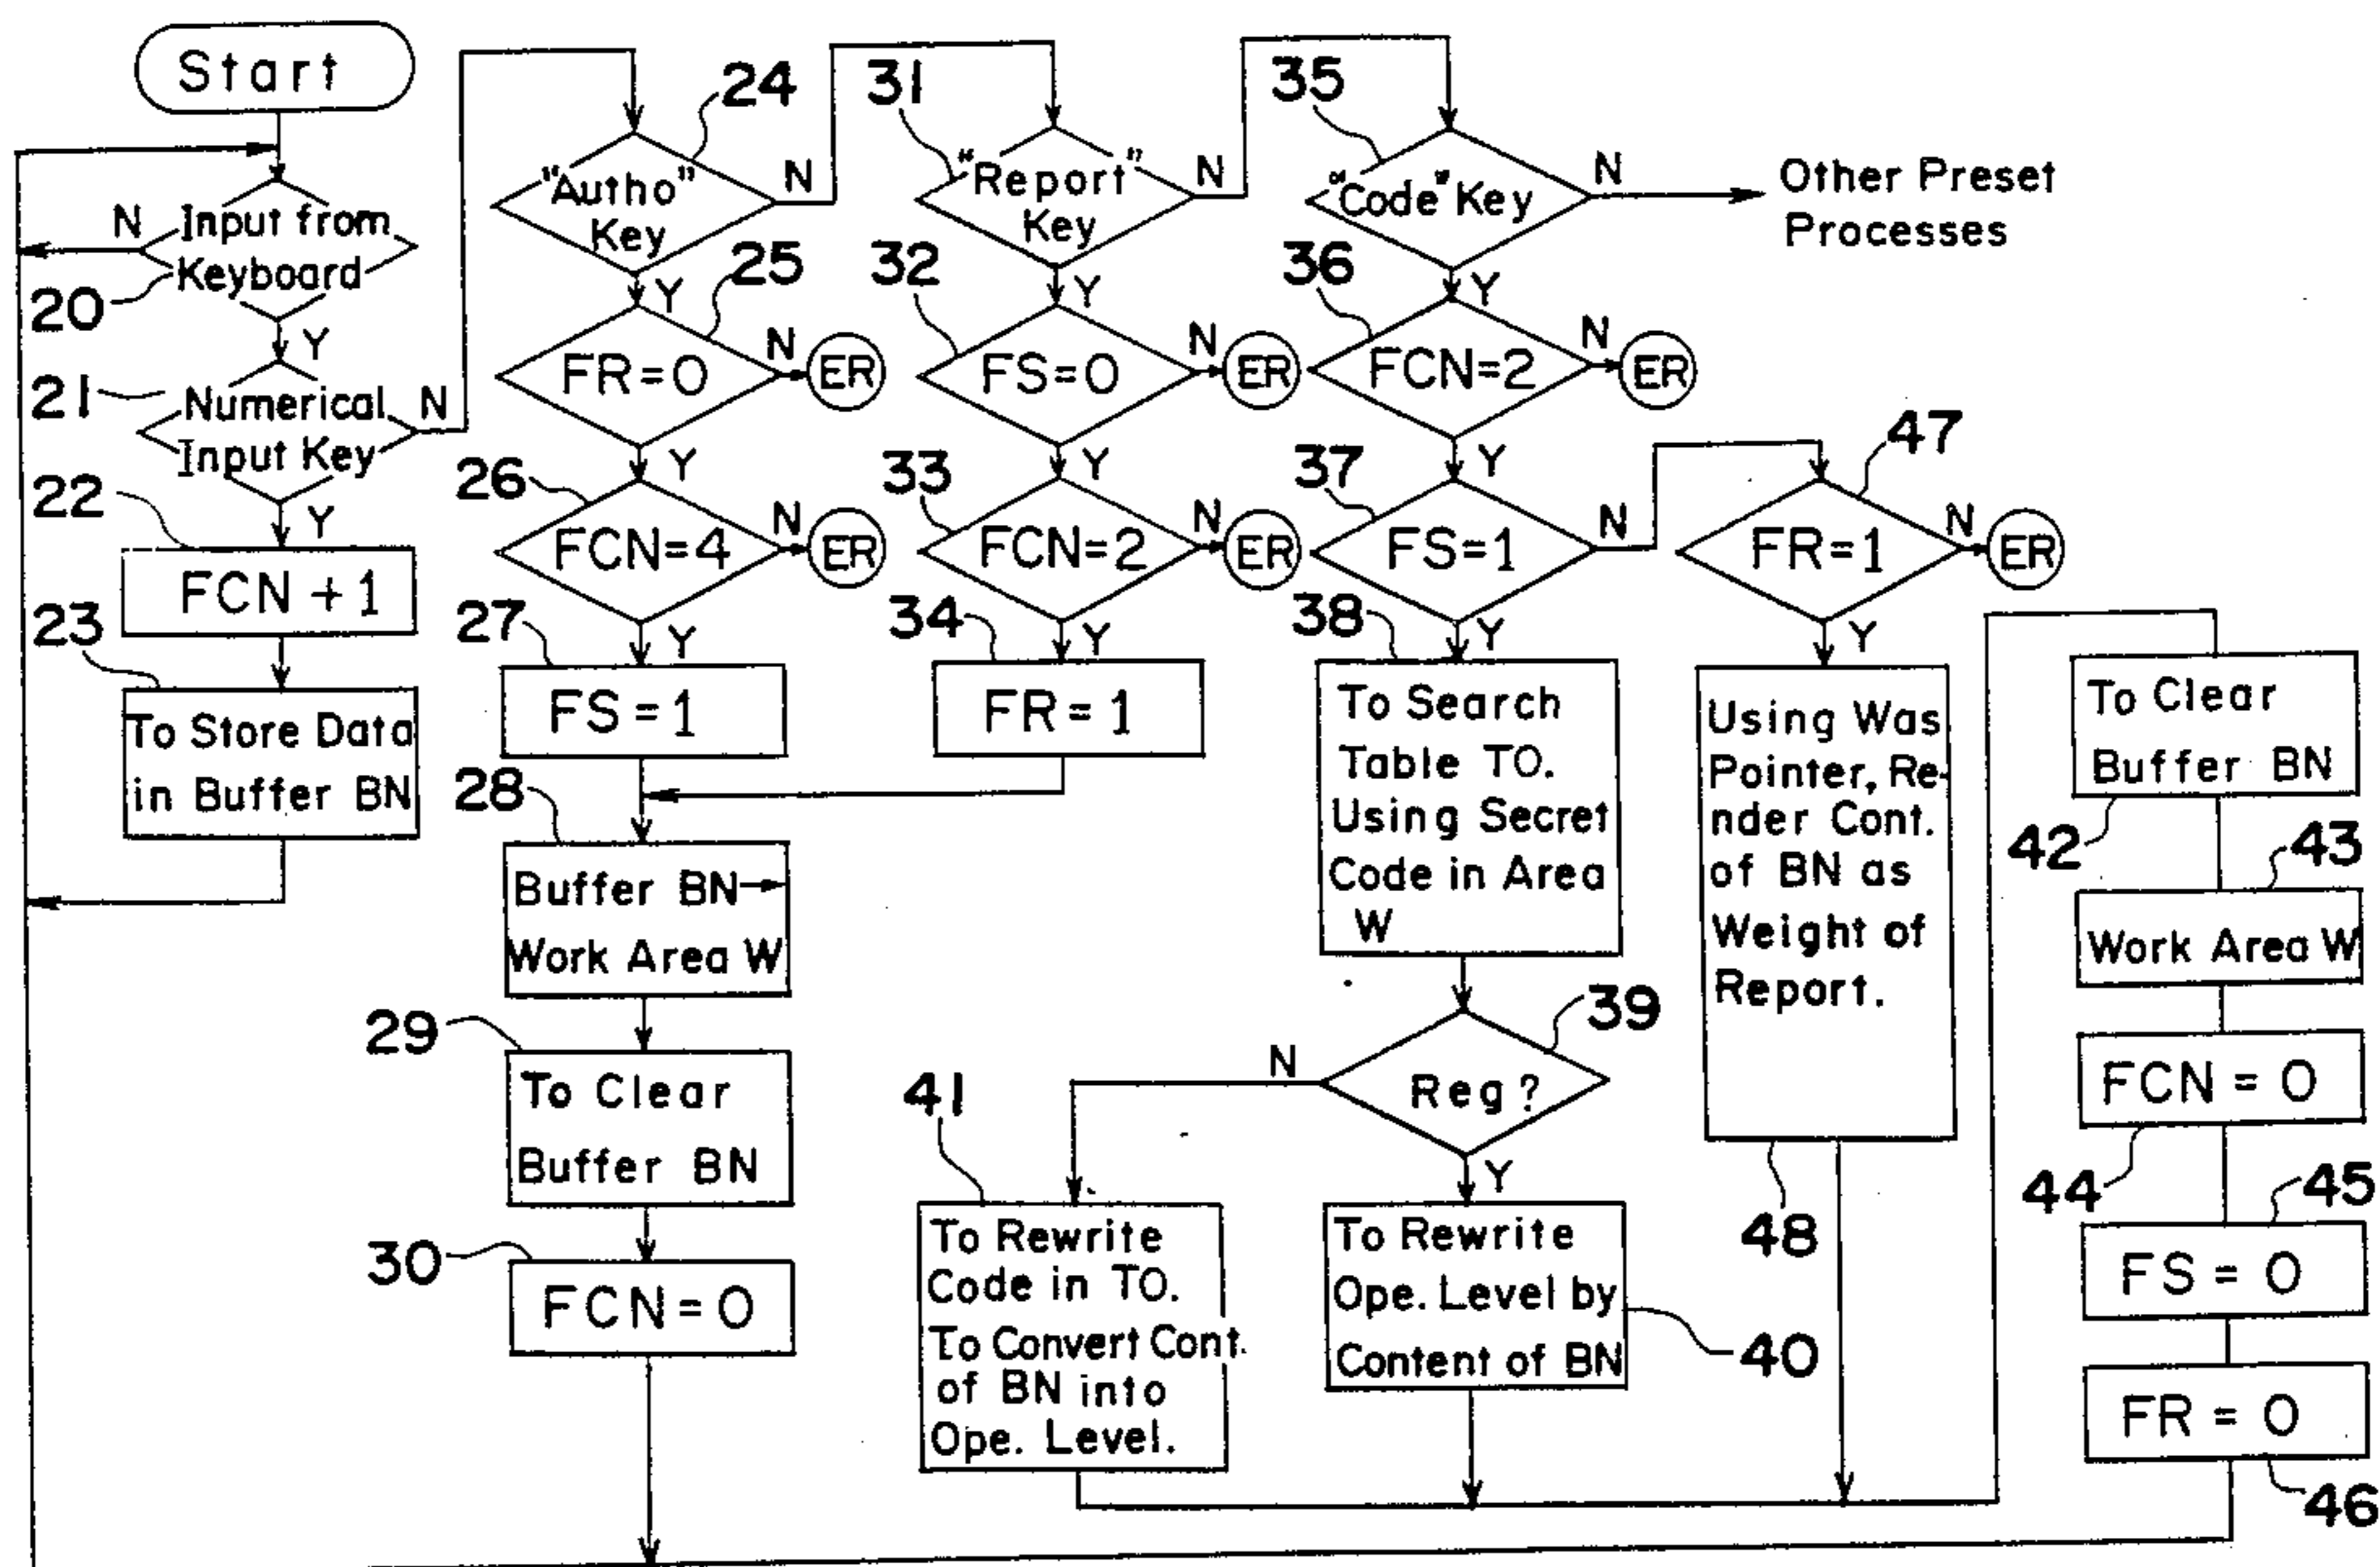 Start
N
Input from
Keyboard
20
Y
21
Numerical
Input Key
N
22
Y
FCN + 1
23
To Store Data
in Buffer BN
24
"Autho"
Key
N
Y
25
FR = 0
N
ER
26
Y
FCN=4
N
ER
27
Y
FS = 1
28
Buffer BN→
Work Area W
29
To Clear
Buffer BN
30
FCN = 0
31
"Report"
Key
N
32
Y
FS=0
N
ER
33
Y
FCN=2
N
ER
34
Y
FR = 1
35
"Code" Key
N
Other Preset
Processes
36
Y
FCN=2
N
ER
37
Y
FS=1
N
38
Y
To Search
Table TO.
Using Secret
Code in Area
W
39
N
Reg?
Y
41
To Rewrite
Code in TO.
To Convert Cont.
of BN into
Ope. Level.
To Rewrite
Ope. Level by
Content of BN
40
47
FR=1
N
ER
Y
Using Was
Pointer, Re-
nder Cont.
of BN as
Weight of
Report.
48
To Clear
Buffer BN
42
43
Work Area W
FCN = 0
44
45
FS = 0
FR = 0
46